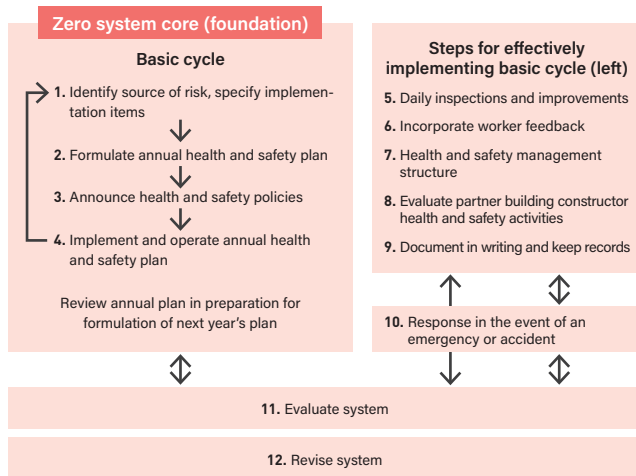 Zero system core (foundation)
Basic cycle
1. Identify source of risk, specify implemen-
tation items
2. Formulate annual health and safety plan
3. Announce health and safety policies
4. Implement and operate annual health
and safety plan
Review annual plan in preparation for
formulation of next year's plan
Steps for effectively
implementing basic cycle (left)
5. Daily inspections and improvements
6. Incorporate worker feedback
7. Health and safety management
structure
8. Evaluate partner building constructor
health and safety activities
9. Document in writing and keep records
10. Response in the event of an
emergency or accident
11. Evaluate system
12. Revise system